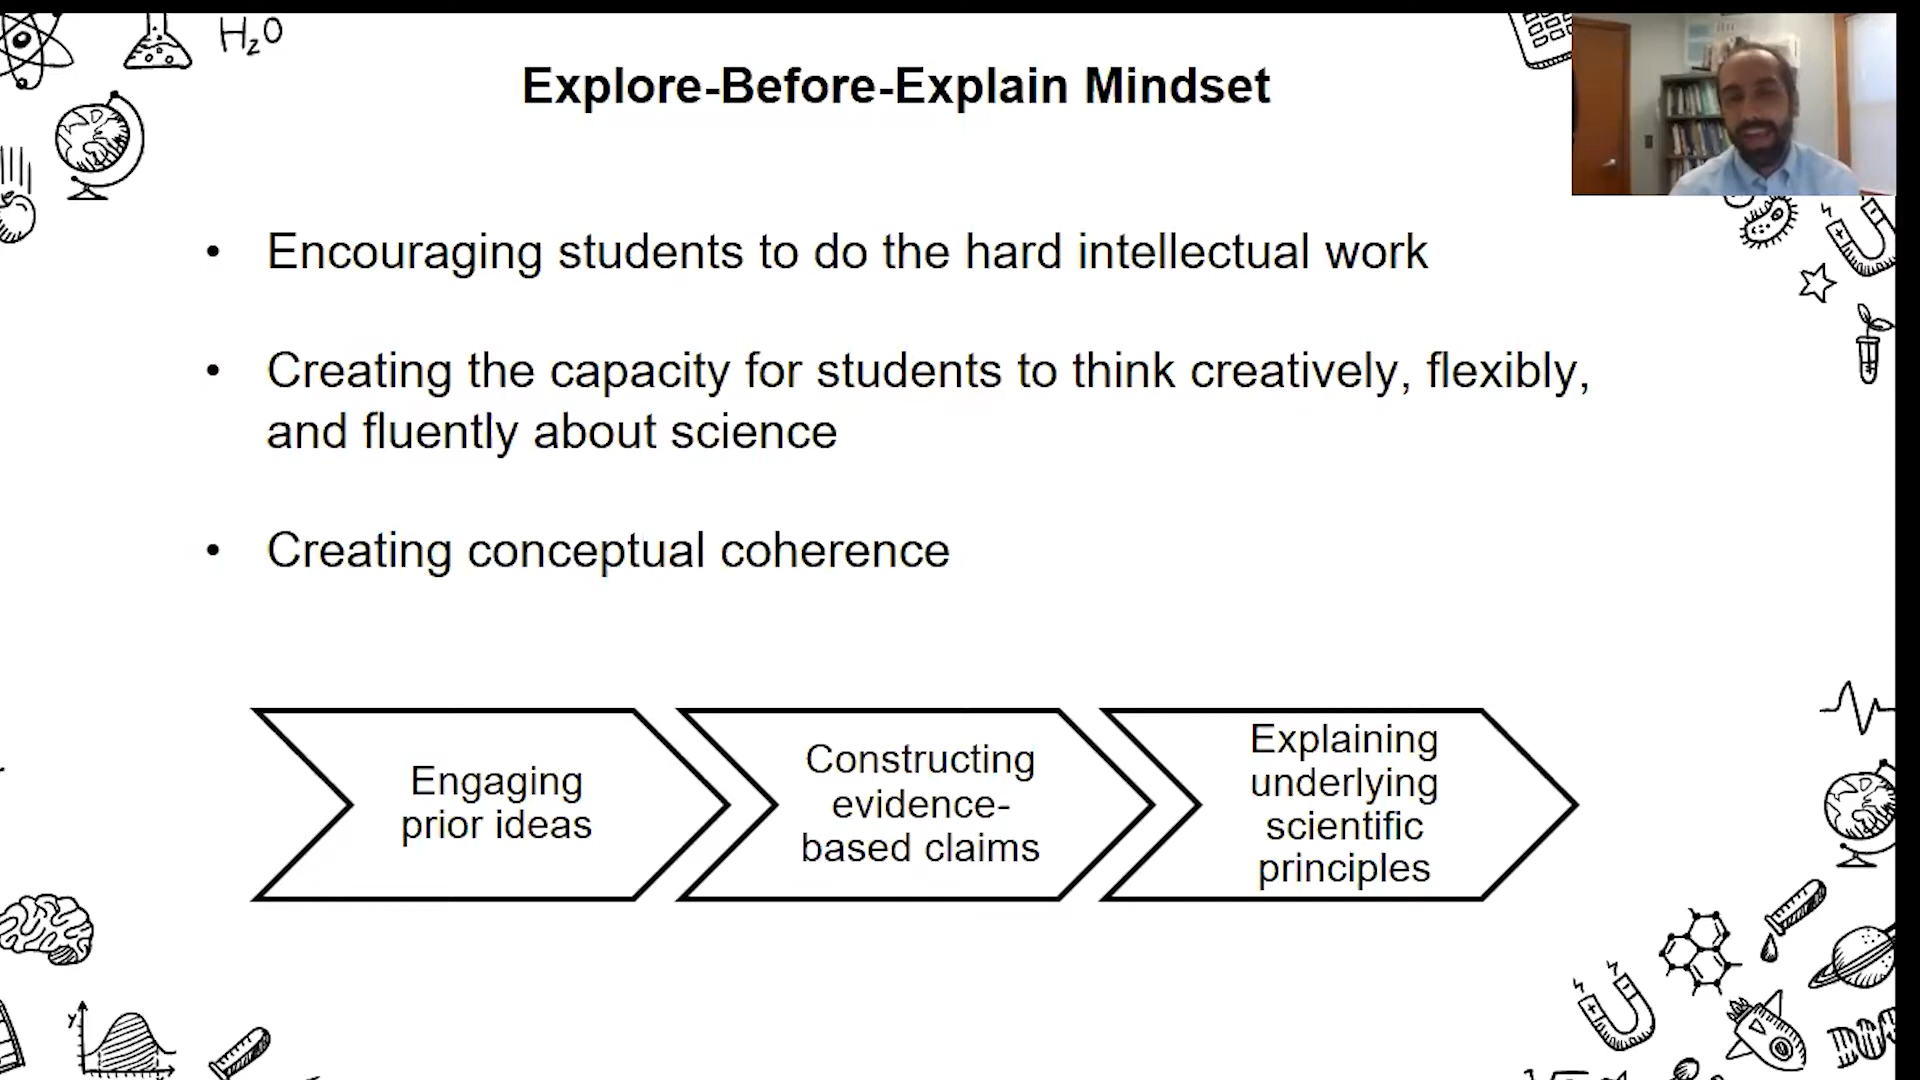 H₂O
Explore-Before-Explain Mindset
• Encouraging students to do the hard intellectual work
• Creating the capacity for students to think creatively, flexibly,
and fluently about science
• Creating conceptual coherence
Engaging
prior ideas
Constructing
evidence-
based claims
Explaining
underlying
scientific
principles
y
x